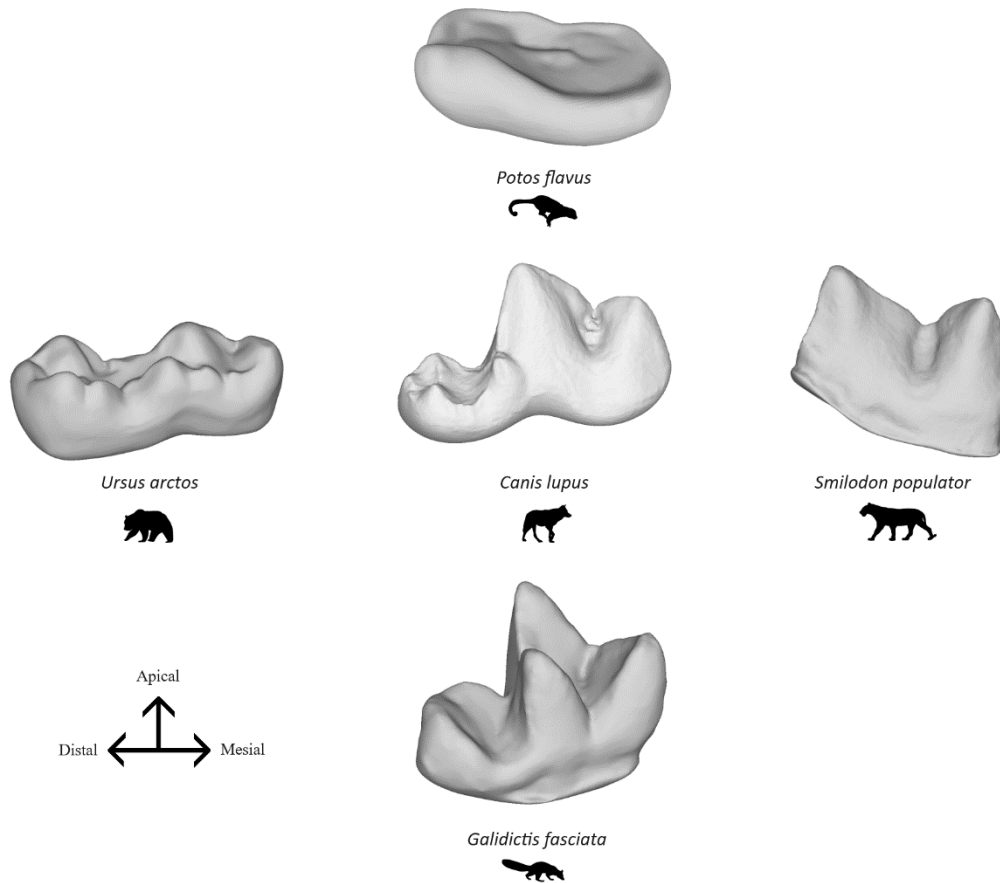 Potos flavus
Ursus arctos
Canis lupus
Smilodon populator
Apical
Distal
Mesial
Galidictis fasciata